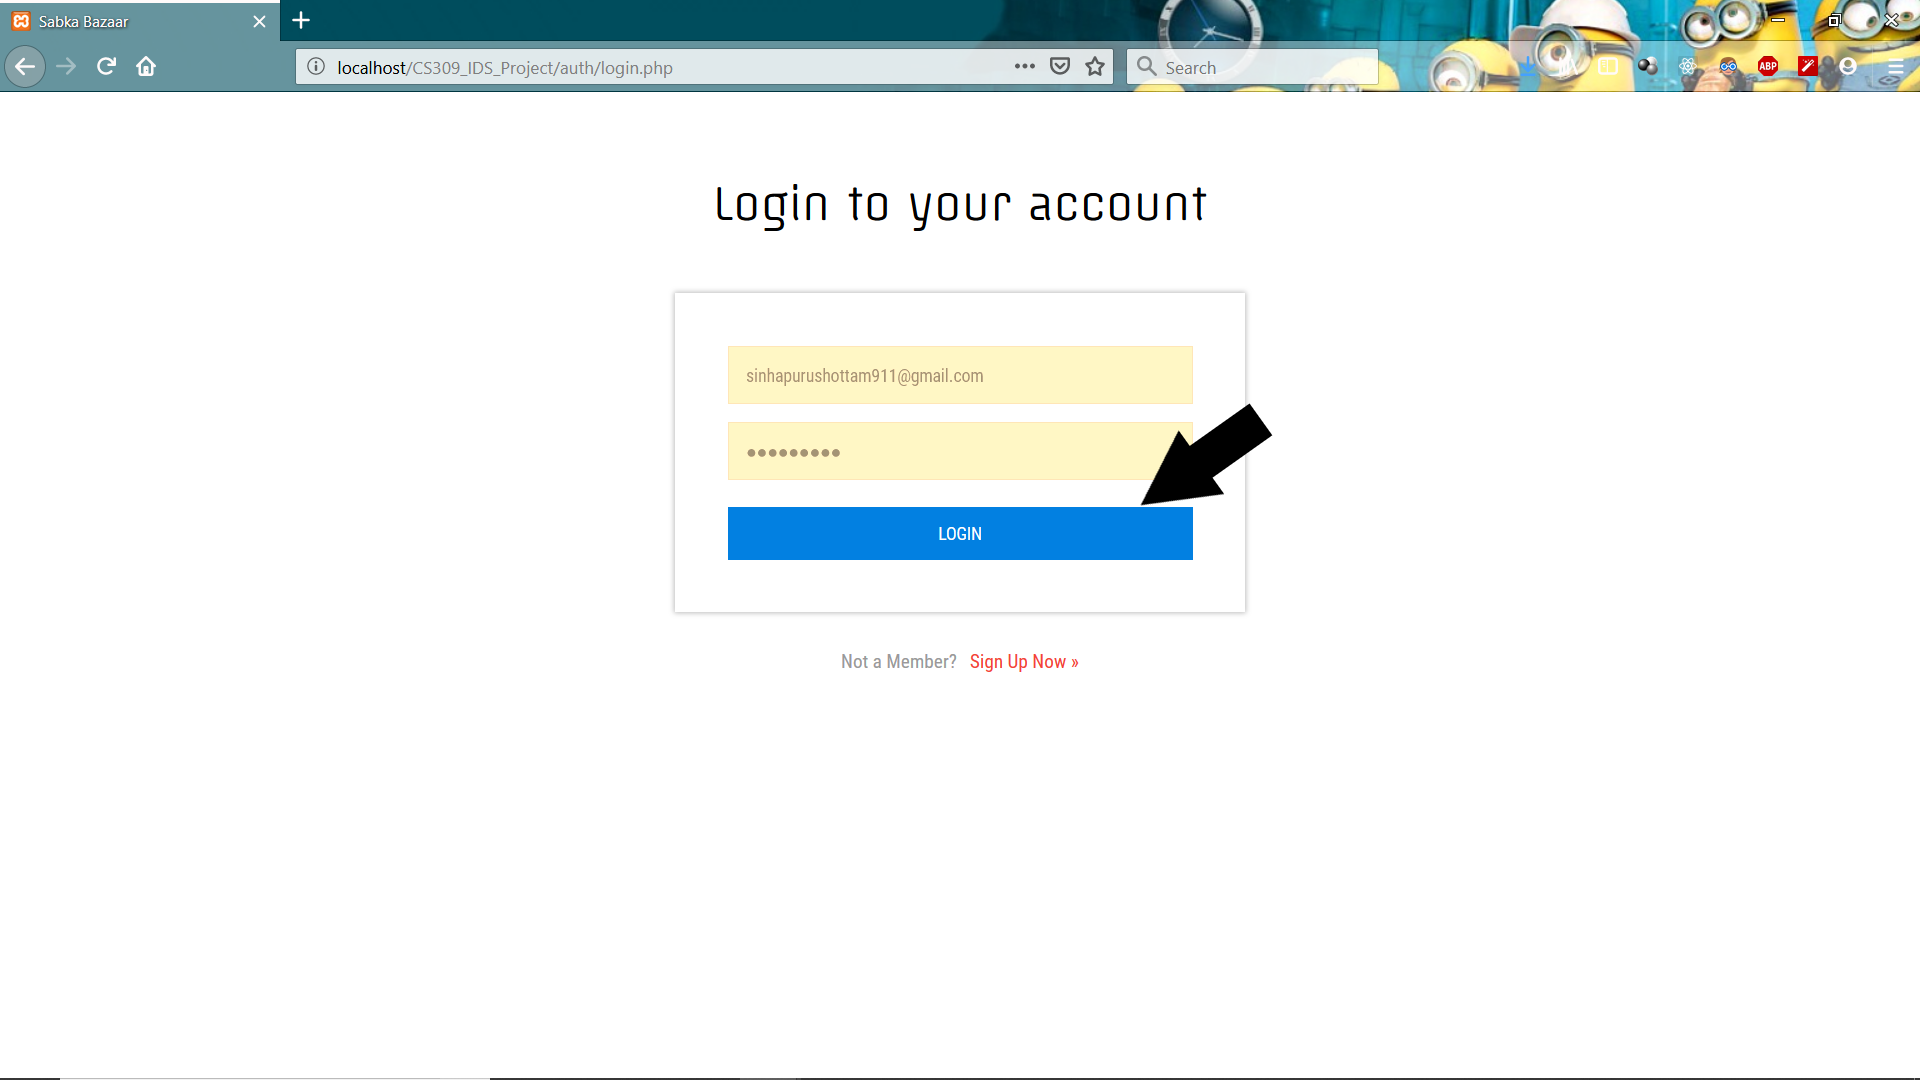 Sabka Bazaar
localhost/CS309_IDS_Project/auth/login.php
Search
ABP
Login to your account
sinhapurushottam911@gmail.com
•••••••••
LOGIN
Not a Member? Sign Up Now »